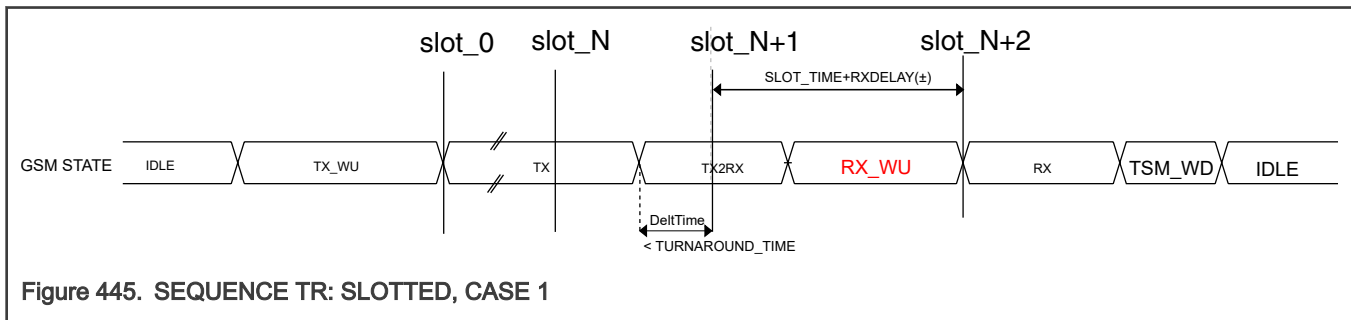 slot_0 slot_N slot_N+1 slot_N+2
SLOT_TIME+RXDELAY(±)
GSM STATE IDLE TX_WU TX TX2RX RX_WU RX TSM_WD IDLE
DeltTime
< TURNAROUND_TIME
Figure 445. SEQUENCE TR: SLOTTED, CASE 1